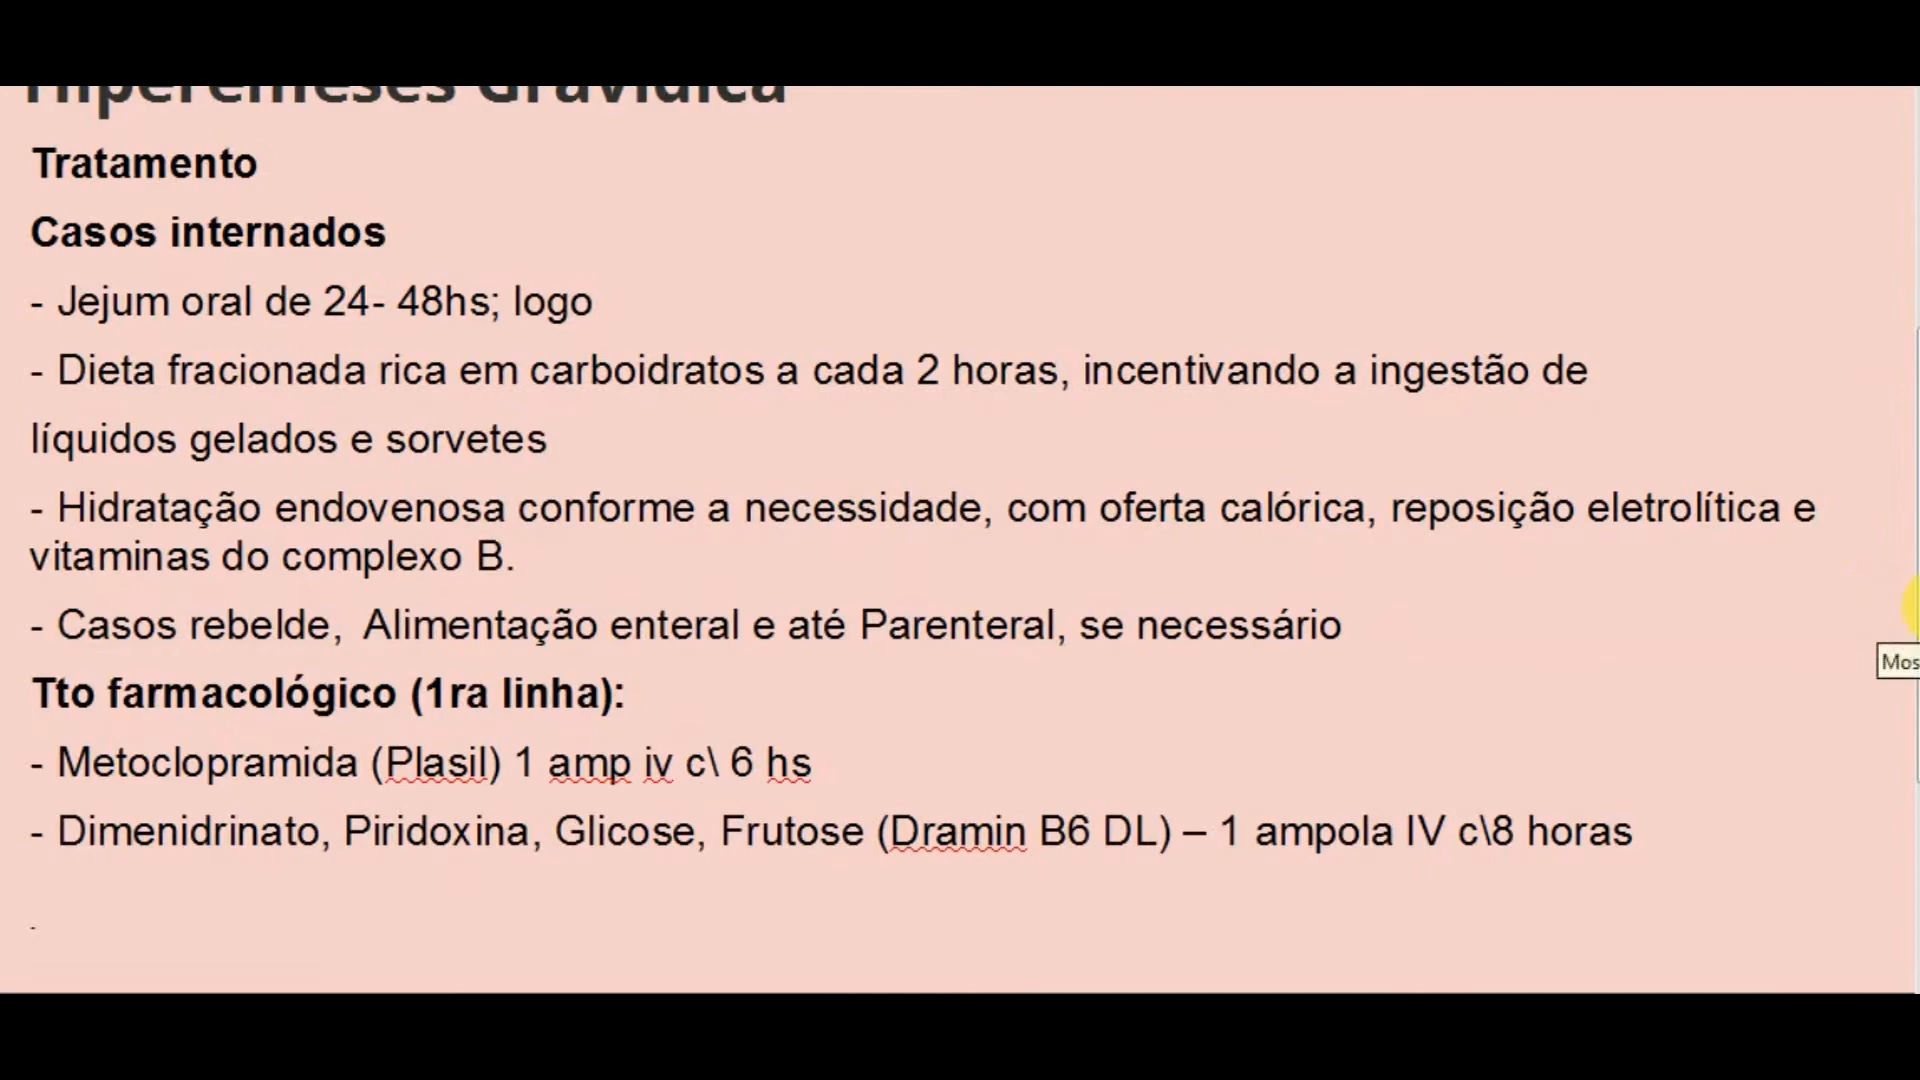 Hiperemeses Gravídica
Tratamento
Casos internados
- Jejum oral de 24- 48hs; logo
- Dieta fracionada rica em carboidratos a cada 2 horas, incentivando a ingestão de
líquidos gelados e sorvetes
- Hidratação endovenosa conforme a necessidade, com oferta calórica, reposição eletrolítica e
vitaminas do complexo B.
- Casos rebelde, Alimentação enteral e até Parenteral, se necessário
Mos
Tto farmacológico (1ra linha):
- Metoclopramida (Plasil) 1 amp iv c\ 6 hs
- Dimenidrinato, Piridoxina, Glicose, Frutose (Dramin B6 DL) – 1 ampola IV c\8 horas
-